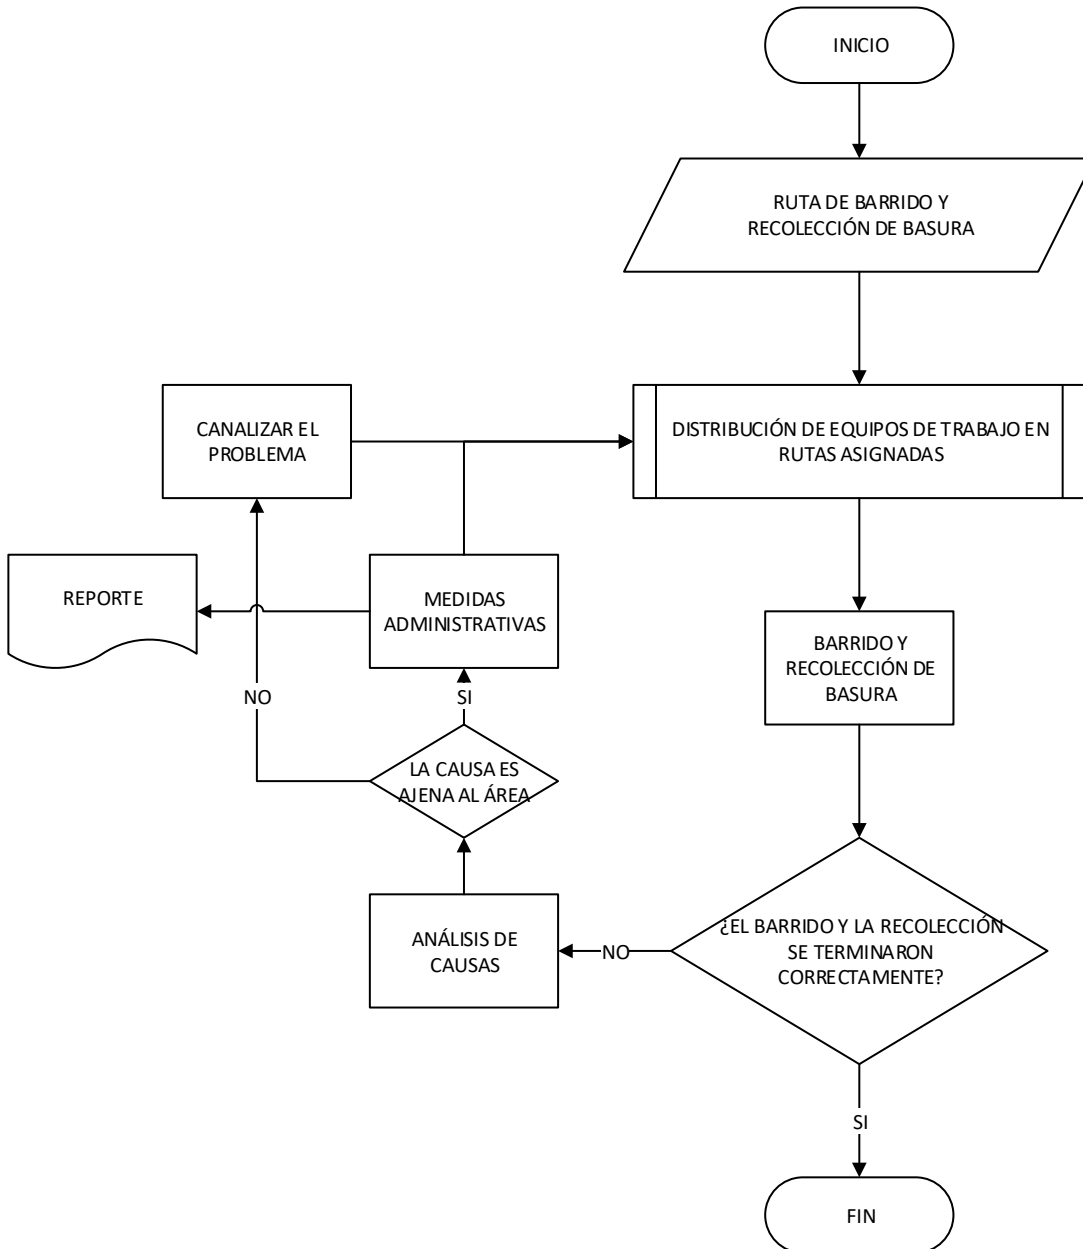 INICIO
RUTA DE BARRIDO Y
RECOLECCIÓN DE BASURA
DISTRIBUCIÓN DE EQUIPOS DE TRABAJO EN
RUTAS ASIGNADAS
CANALIZAR EL
PROBLEMA
REPORTE
MEDIDAS
ADMINISTRATIVAS
BARRIDO Y
RECOLECCIÓN DE
BASURA
NO
SI
LA CAUSA ES
AJENA AL ÁREA
ANÁLISIS DE
CAUSAS
NO
¿EL BARRIDO Y LA RECOLECCIÓN
SE TERMINARON
CORRECTAMENTE?
SI
FIN